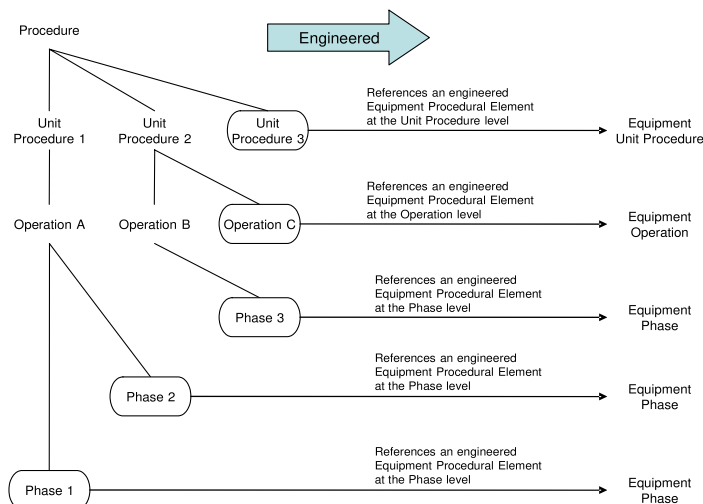 Procedure
Engineered
Unit
Procedure 1
Unit
Procedure 2
Unit
Procedure 3
References an engineered
Equipment Procedural Element
at the Unit Procedure level
Equipment
Unit Procedure
Operation A
Operation B
Operation C
References an engineered
Equipment Procedural Element
at the Operation level
Equipment
Operation
Phase 3
References an engineered
Equipment Procedural Element
at the Phase level
Equipment
Phase
Phase 2
References an engineered
Equipment Procedural Element
at the Phase level
Equipment
Phase
Phase 1
References an engineered
Equipment Procedural Element
at the Phase level
Equipment
Phase